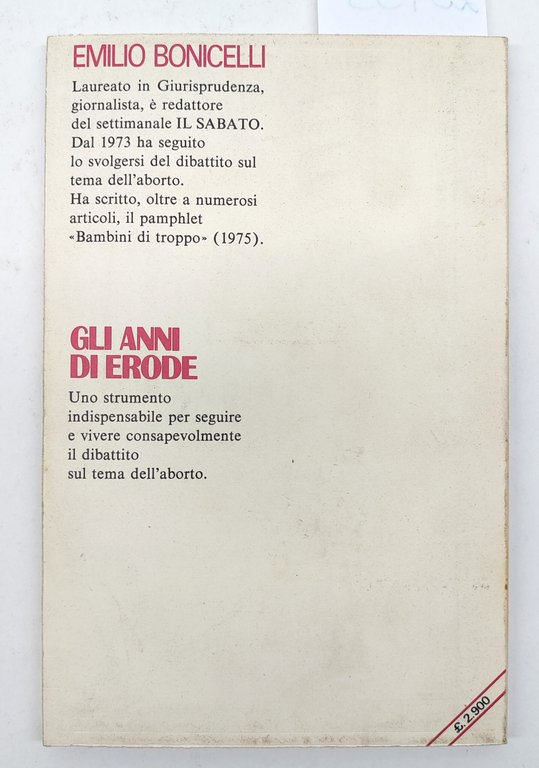 EMILIO BONICELLI
Laureato in Giurisprudenza,
giornalista, è redattore
del settimanale IL SABATO.
Dal 1973 ha seguito
lo svolgersi del dibattito sul
tema dell'aborto.
Ha scritto, oltre a numerosi
articoli, il pamphlet
«Bambini di troppo» (1975).
GLI ANNI
DI ERODE
Uno strumento
indispensabile per seguire
e vivere consapevolmente
il dibattito
sul tema dell'aborto.
£. 2.900